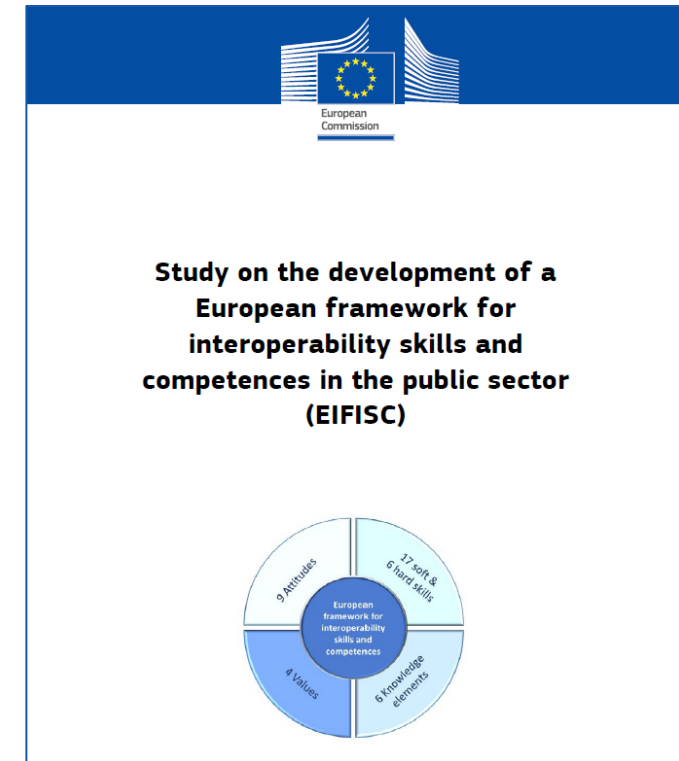 European
Commission
Study on the development of a
European framework for
interoperability skills and
competences in the public sector
(EIFISC)
9 Attitudes
17 soft &
6 hard skills
European
framework for
interoperability
skills and
competences
4 Values
6 Knowledge
elements